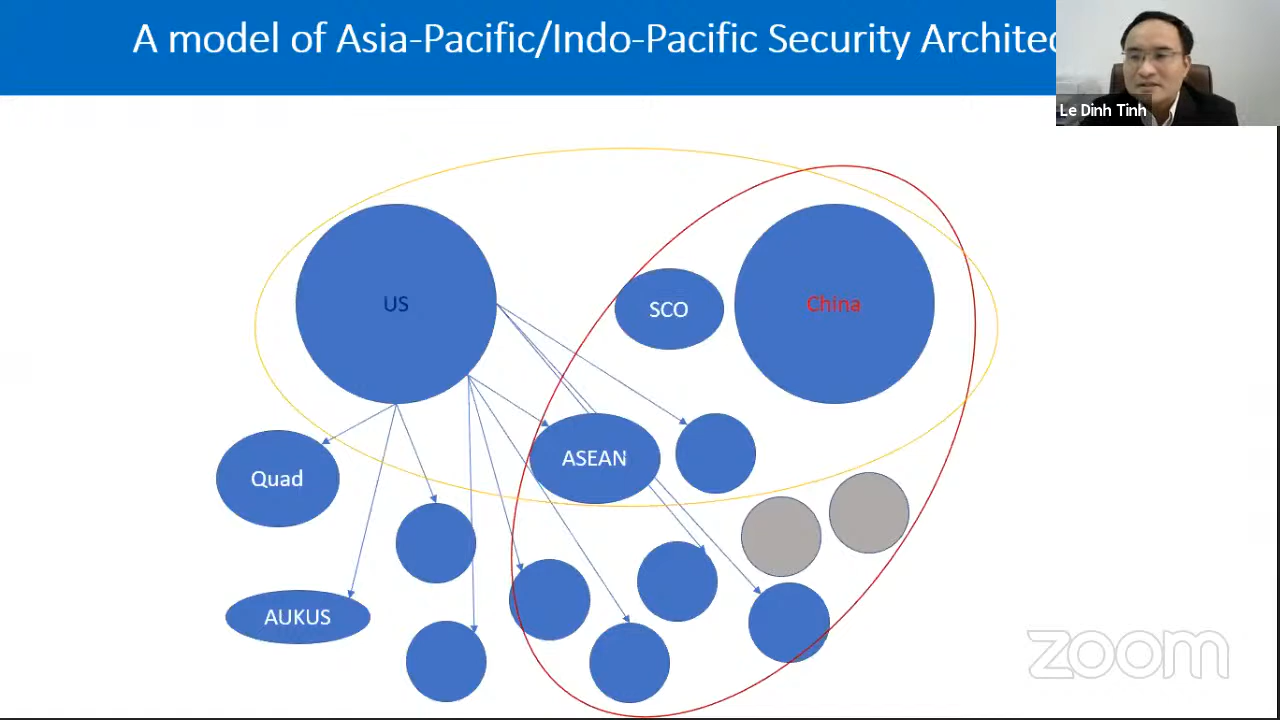 A model of Asia-Pacific/Indo-Pacific Security Architec
Le Dinh Tinh
US
SCO
China
ASEAN
Quad
AUKUS
zoom